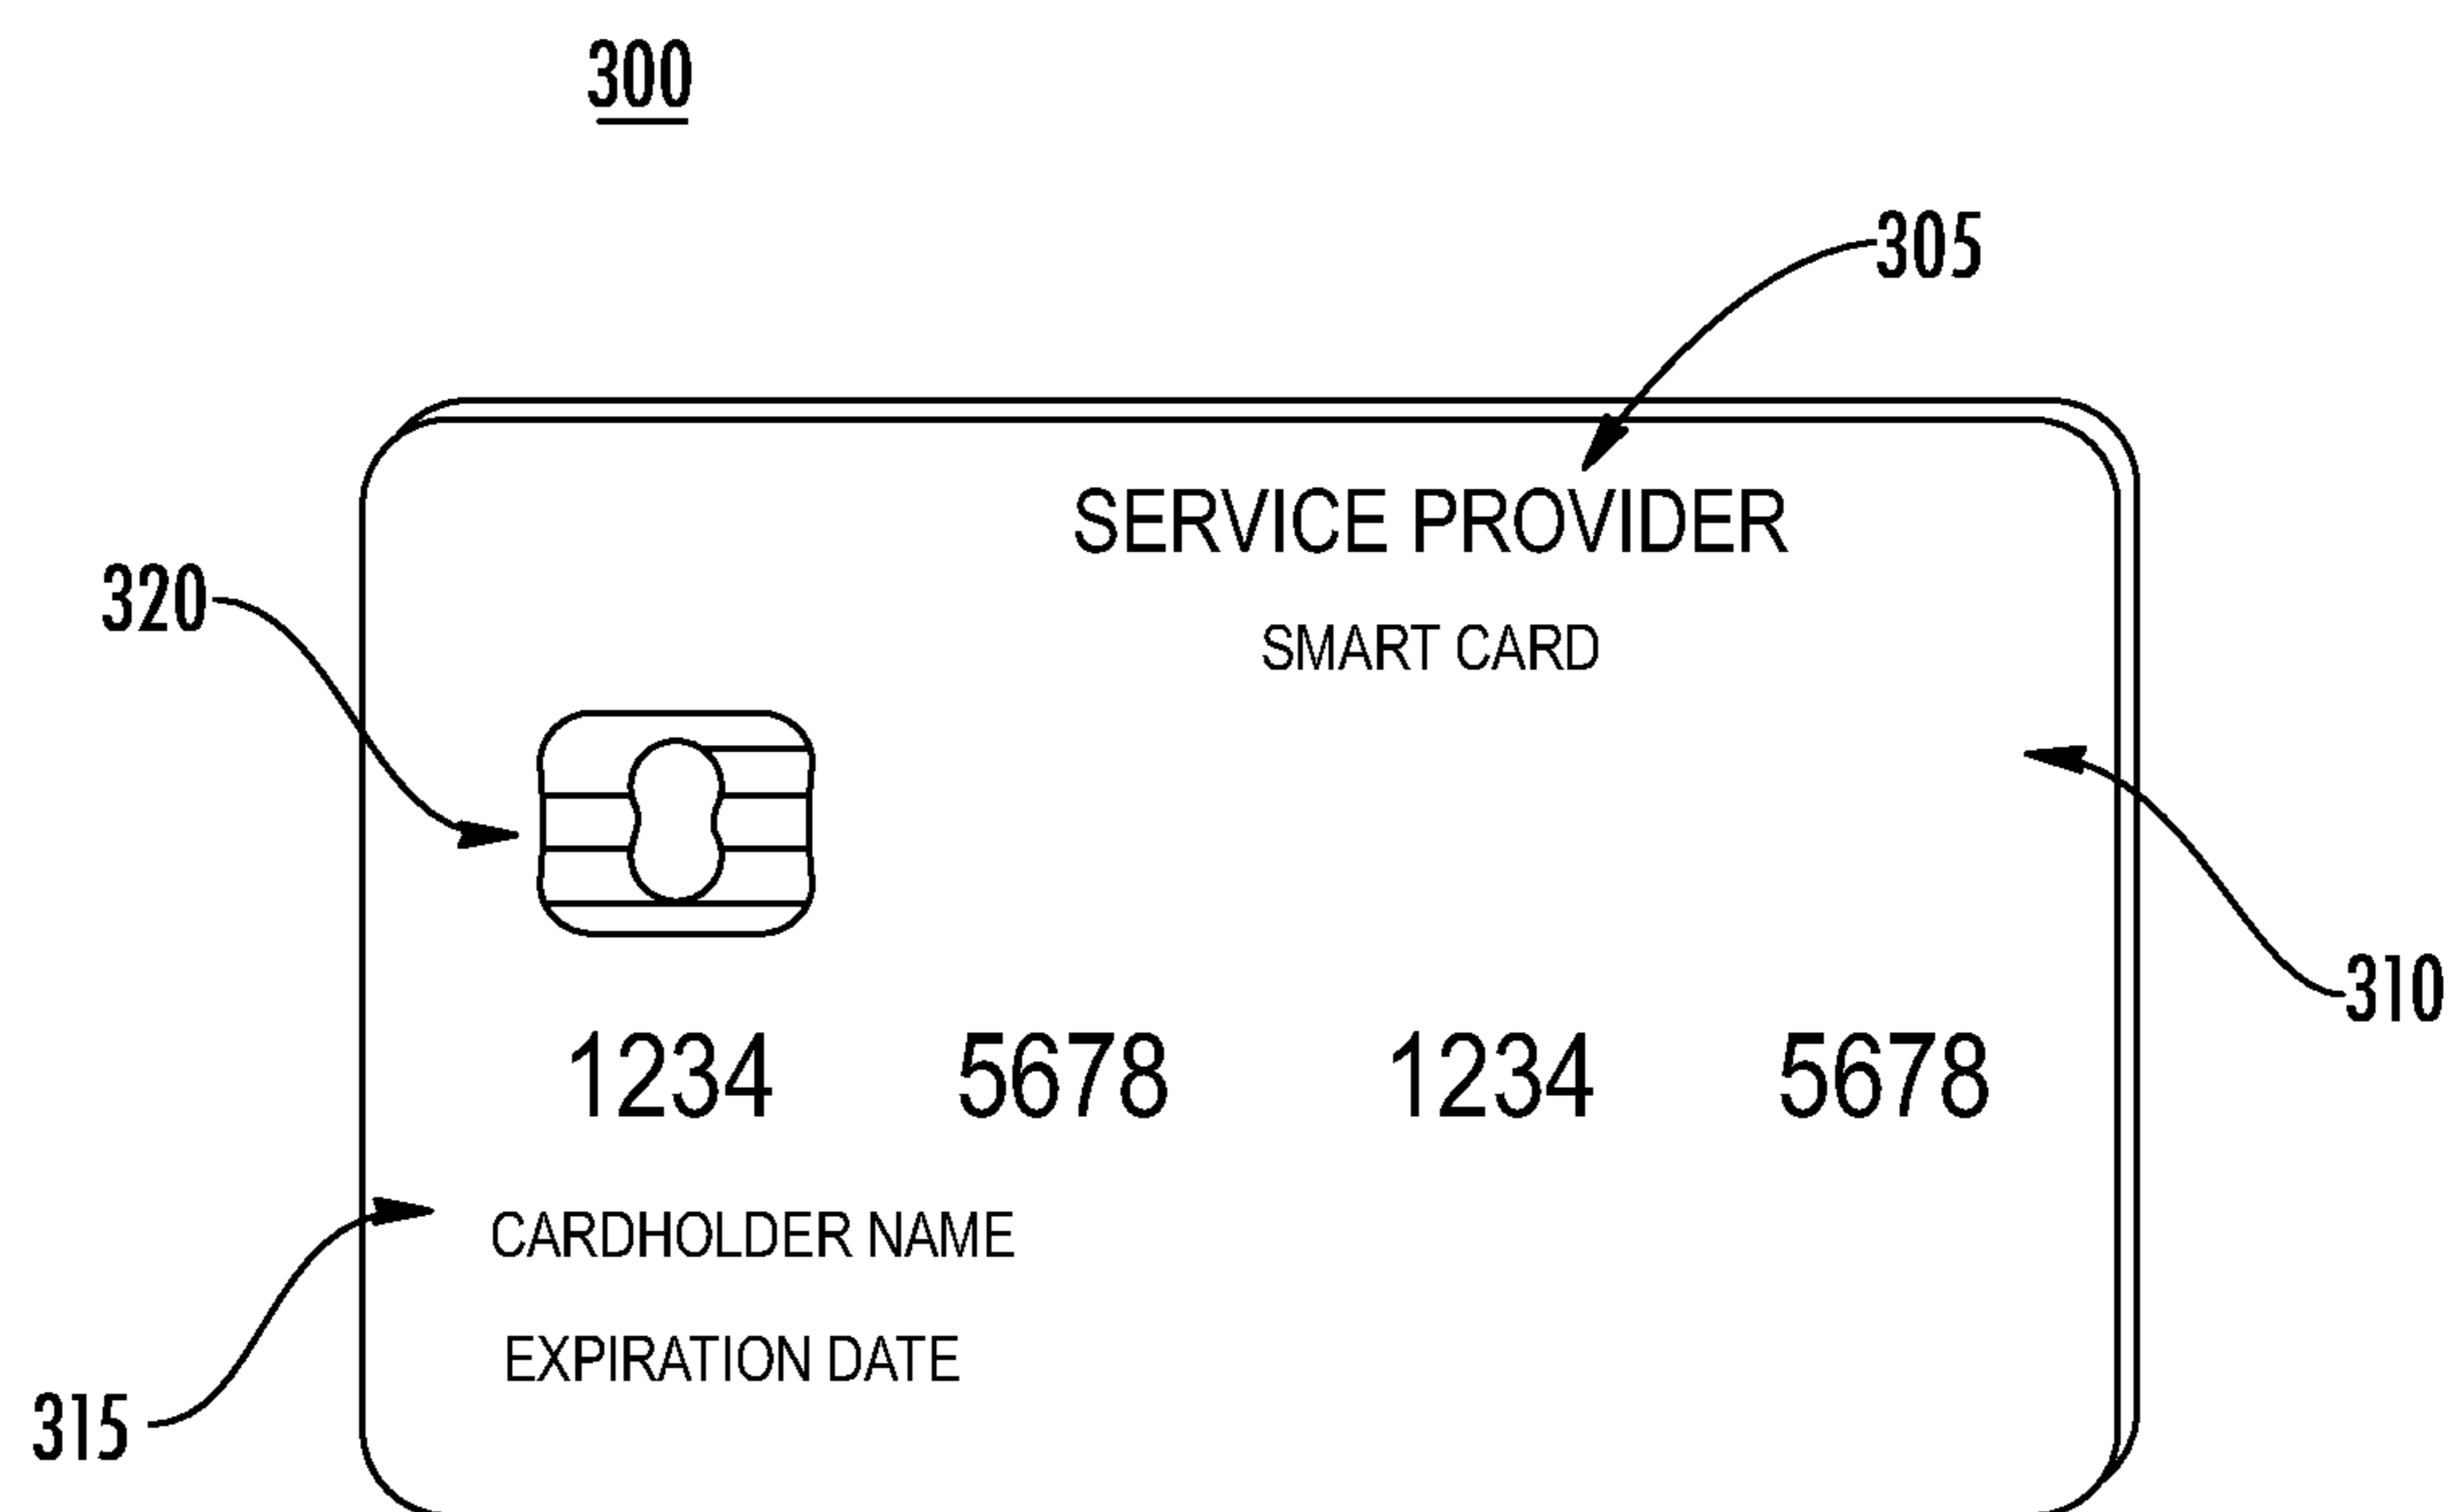 300
305
SERVICE PROVIDER
320
SMART CARD
310
1234 5678 1234 5678
CARDHOLDER NAME
EXPIRATION DATE
315